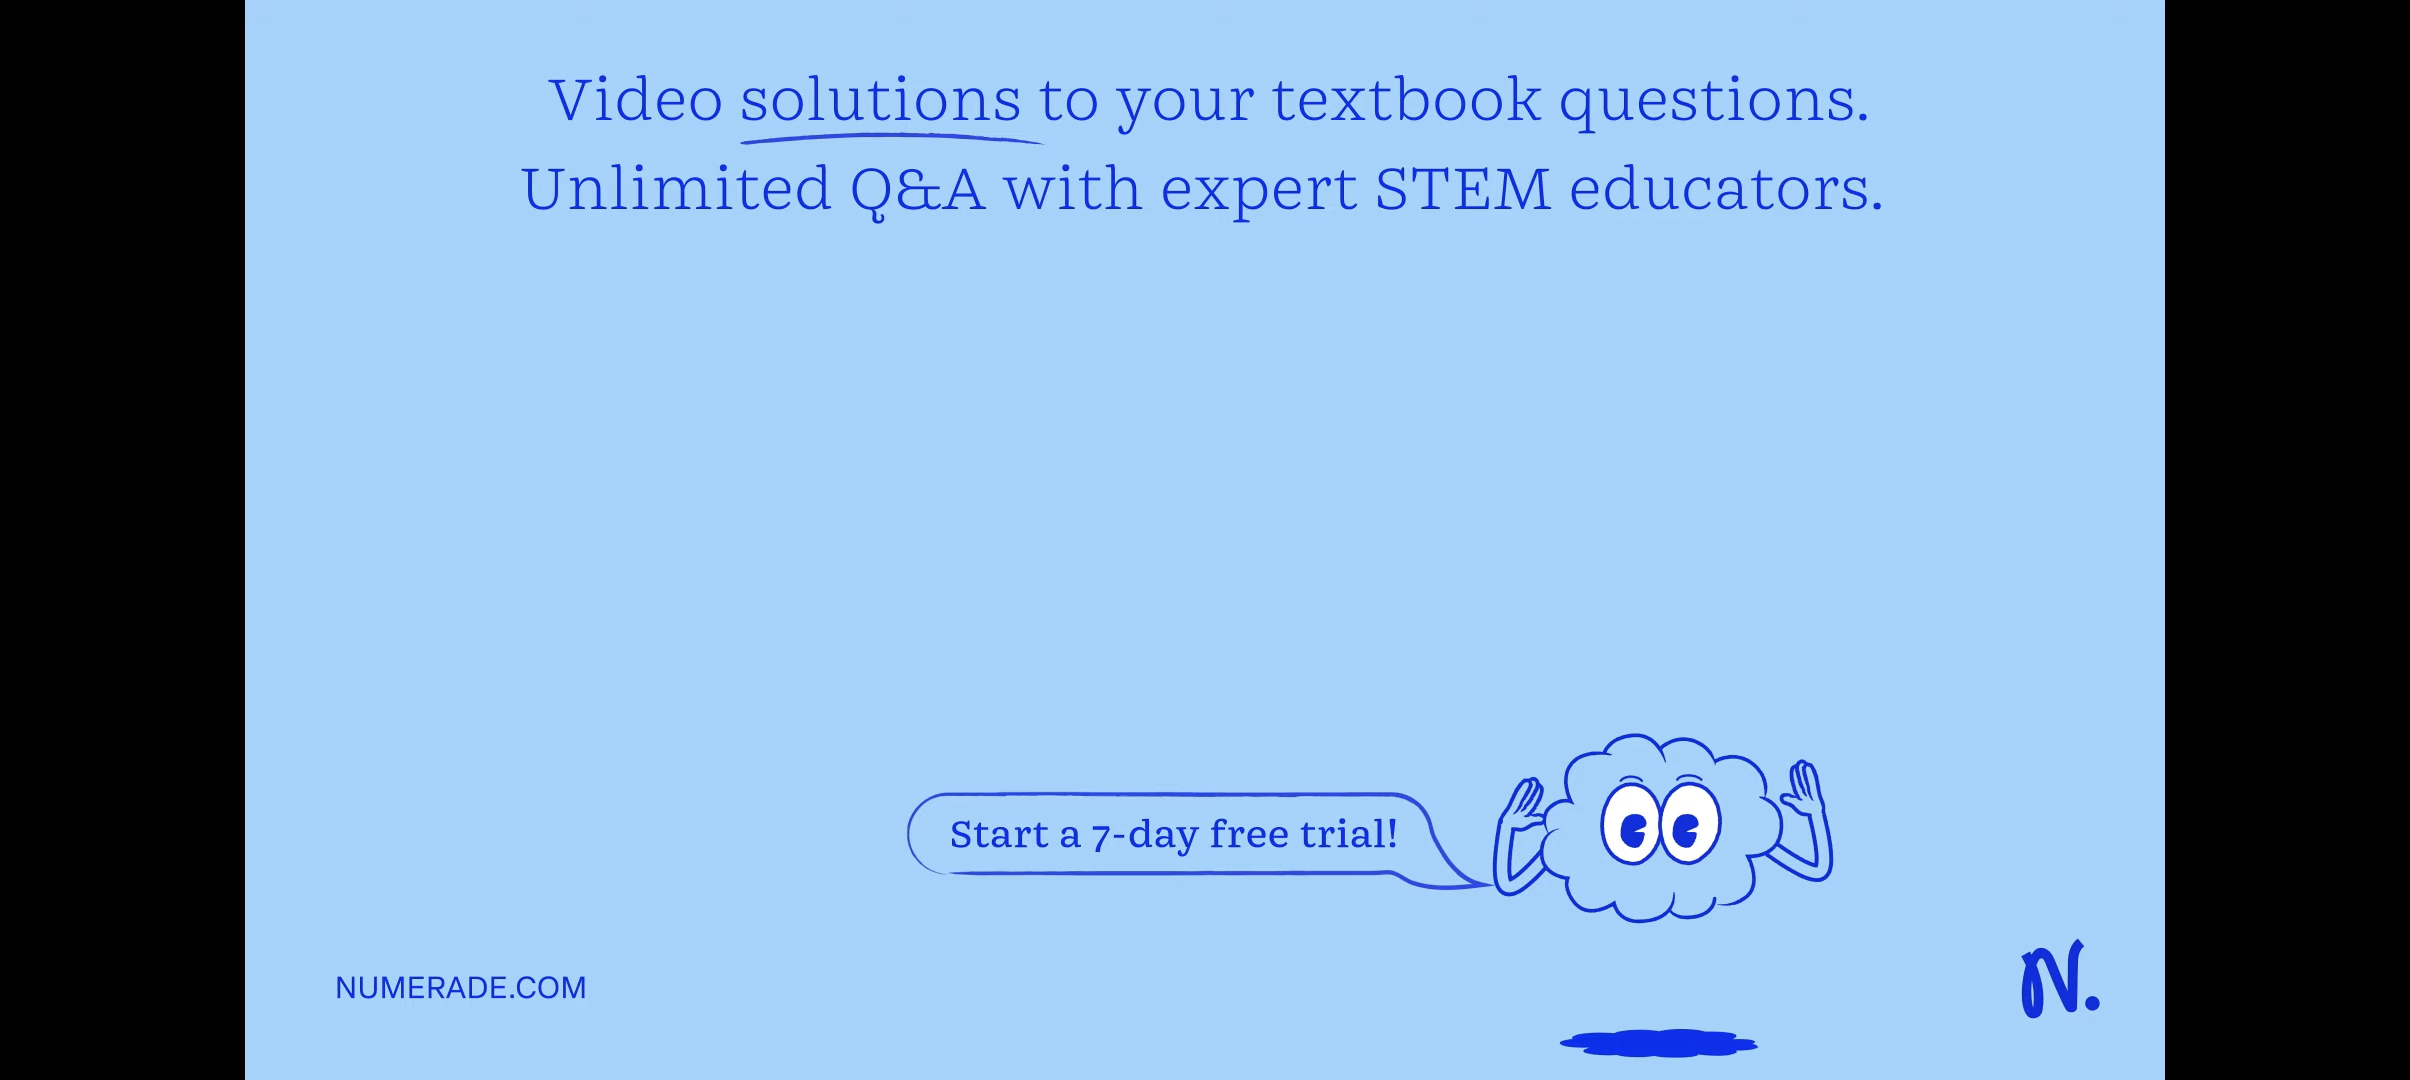 Video solutions to your textbook questions.
Unlimited Q&A with expert STEM educators.
Start a 7-day free trial!
NUMERADE.COM
N.